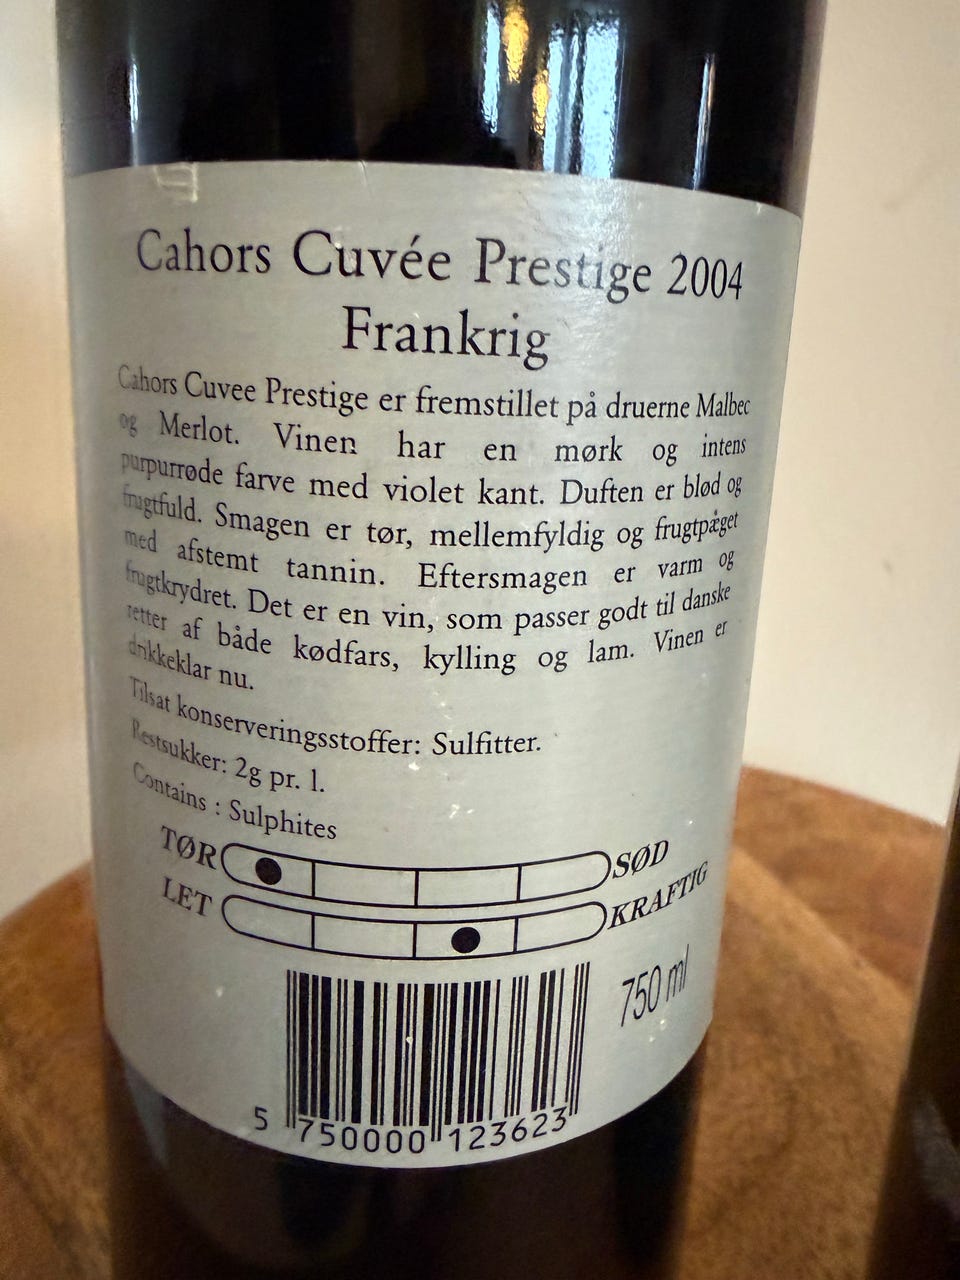 Cahors Cuvée Prestige 2004
Frankrig
Cahors Cuvee Prestige er fremstillet på druerne Malbec
og Merlot. Vinen har en mørk og intens
purpurrøde farve med violet kant. Duften er blød og
frugtfuld. Smagen er tør, mellemfyldig og frugtpæget
med afstemt tannin. Eftersmagen er varm og
frugtkrydret. Det er en vin, som passer godt til danske
retter af både kødfars, kylling og lam. Vinen er
drikkeklar nu.
Tilsat konserveringsstoffer: Sulfitter.
Restsukker: 2g pr. l.
Contains : Sulphites
TØR SØD
LET KRAFTIG
750 ml
5 750000 123623